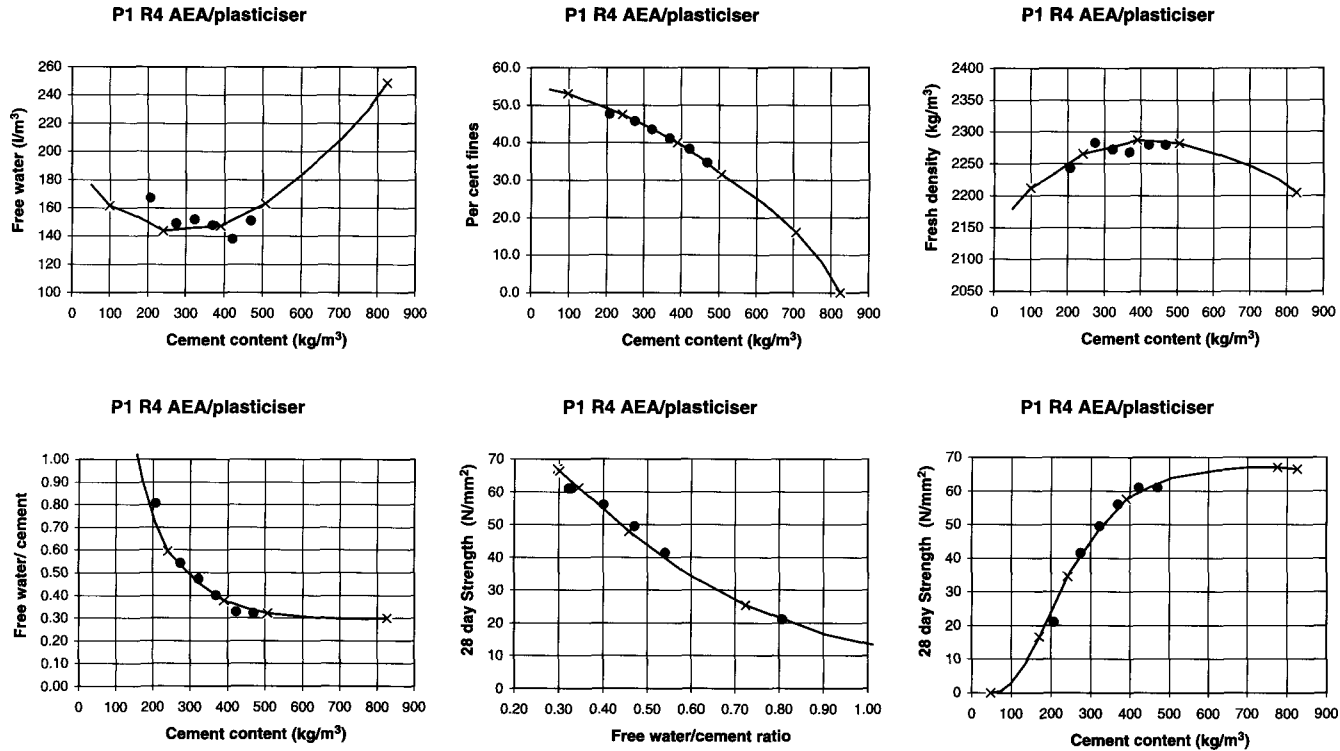 P1 R4 AEA/plasticiser
Free water (l/m³)
260
240
220
200
180
160
140
120
100
0 100 200 300 400 500 600 700 800 900
Cement content (kg/m³)
P1 R4 AEA/plasticiser
Per cent fines
60.0
50.0
40.0
30.0
20.0
10.0
0.0
0 100 200 300 400 500 600 700 800 900
Cement content (kg/m³)
P1 R4 AEA/plasticiser
Fresh density (kg/m³)
2400
2350
2300
2250
2200
2150
2100
2050
0 100 200 300 400 500 600 700 800 900
Cement content (kg/m³)
P1 R4 AEA/plasticiser
Free water/ cement
1.00
0.90
0.80
0.70
0.60
0.50
0.40
0.30
0.20
0.10
0.00
0 100 200 300 400 500 600 700 800 900
Cement content (kg/m³)
P1 R4 AEA/plasticiser
28 day Strength (N/mm²)
70
60
50
40
30
20
10
0
0.20 0.30 0.40 0.50 0.60 0.70 0.80 0.90 1.00
Free water/cement ratio
P1 R4 AEA/plasticiser
28 day Strength (N/mm²)
70
60
50
40
30
20
10
0
0 100 200 300 400 500 600 700 800 900
Cement content (kg/m³)